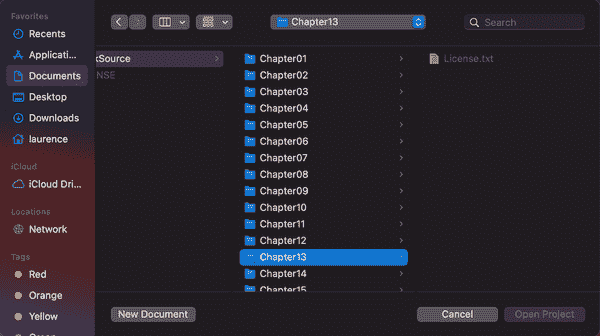 Favorites
Recents
Applicati...
Documents
Desktop
Downloads
laurence
iCloud
iCloud Dri...
Locations
Network
Tags
Red
Orange
Yellow
Chapter13
Search
xSource
NSE
Chapter01
Chapter02
Chapter03
Chapter04
Chapter05
Chapter06
Chapter07
Chapter08
Chapter09
Chapter10
Chapter11
Chapter12
Chapter13
Chapter14
Chapter15
License.txt
New Document
Cancel
Open Project